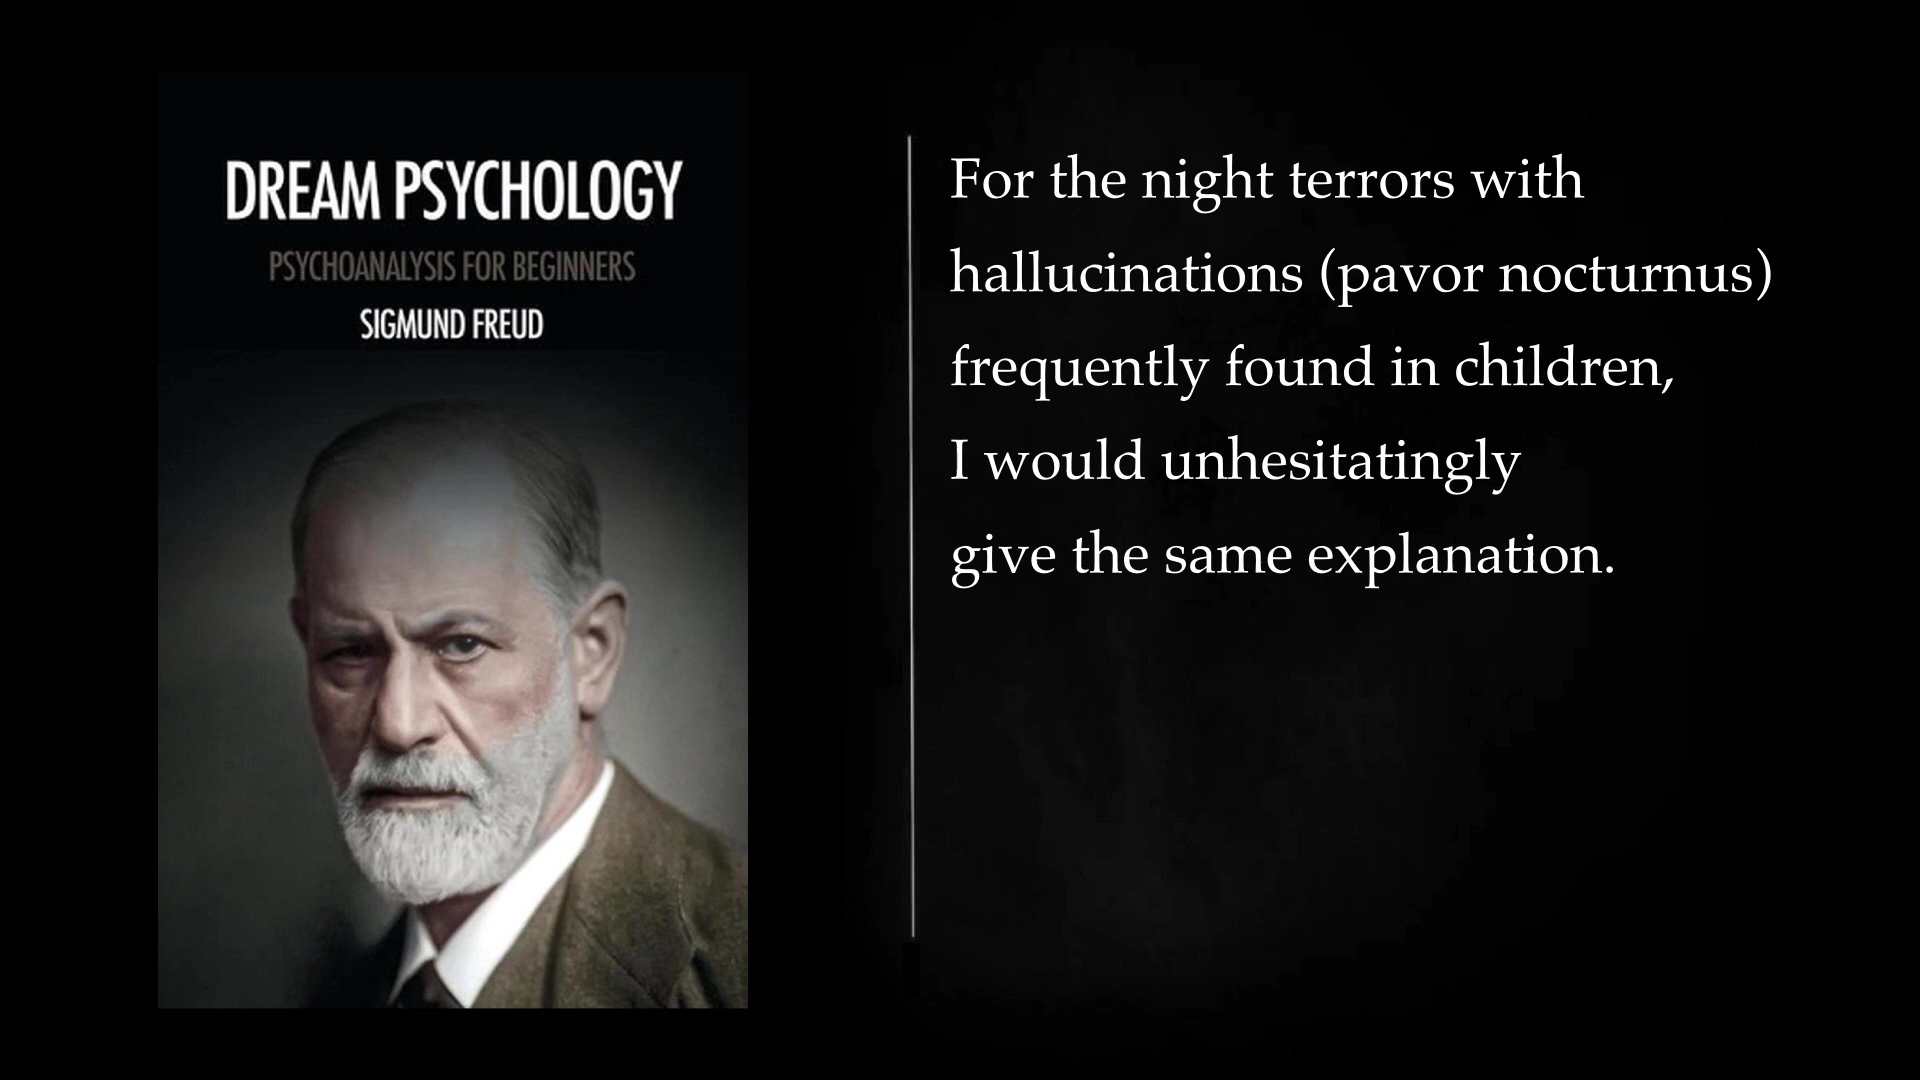 DREAM PSYCHOLOGY
PSYCHOANALYSIS FOR BEGINNERS
SIGMUND FREUD
For the night terrors with
hallucinations (pavor nocturnus)
frequently found in children,
I would unhesitatingly
give the same explanation.